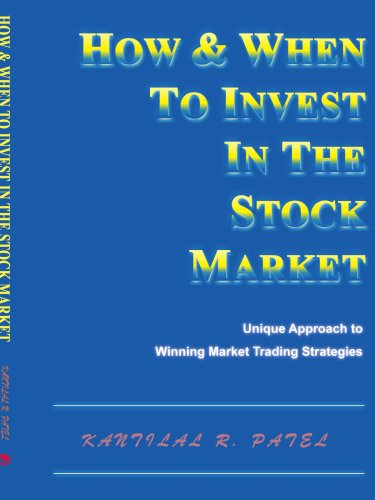 HOW & WHEN TO INVEST IN THE STOCK MARKET
KANTILAL R. PATEL
HOW & WHEN
TO INVEST
IN THE
STOCK
MARKET
Unique Approach to
Winning Market Trading Strategies
KANTILAL R. PATEL